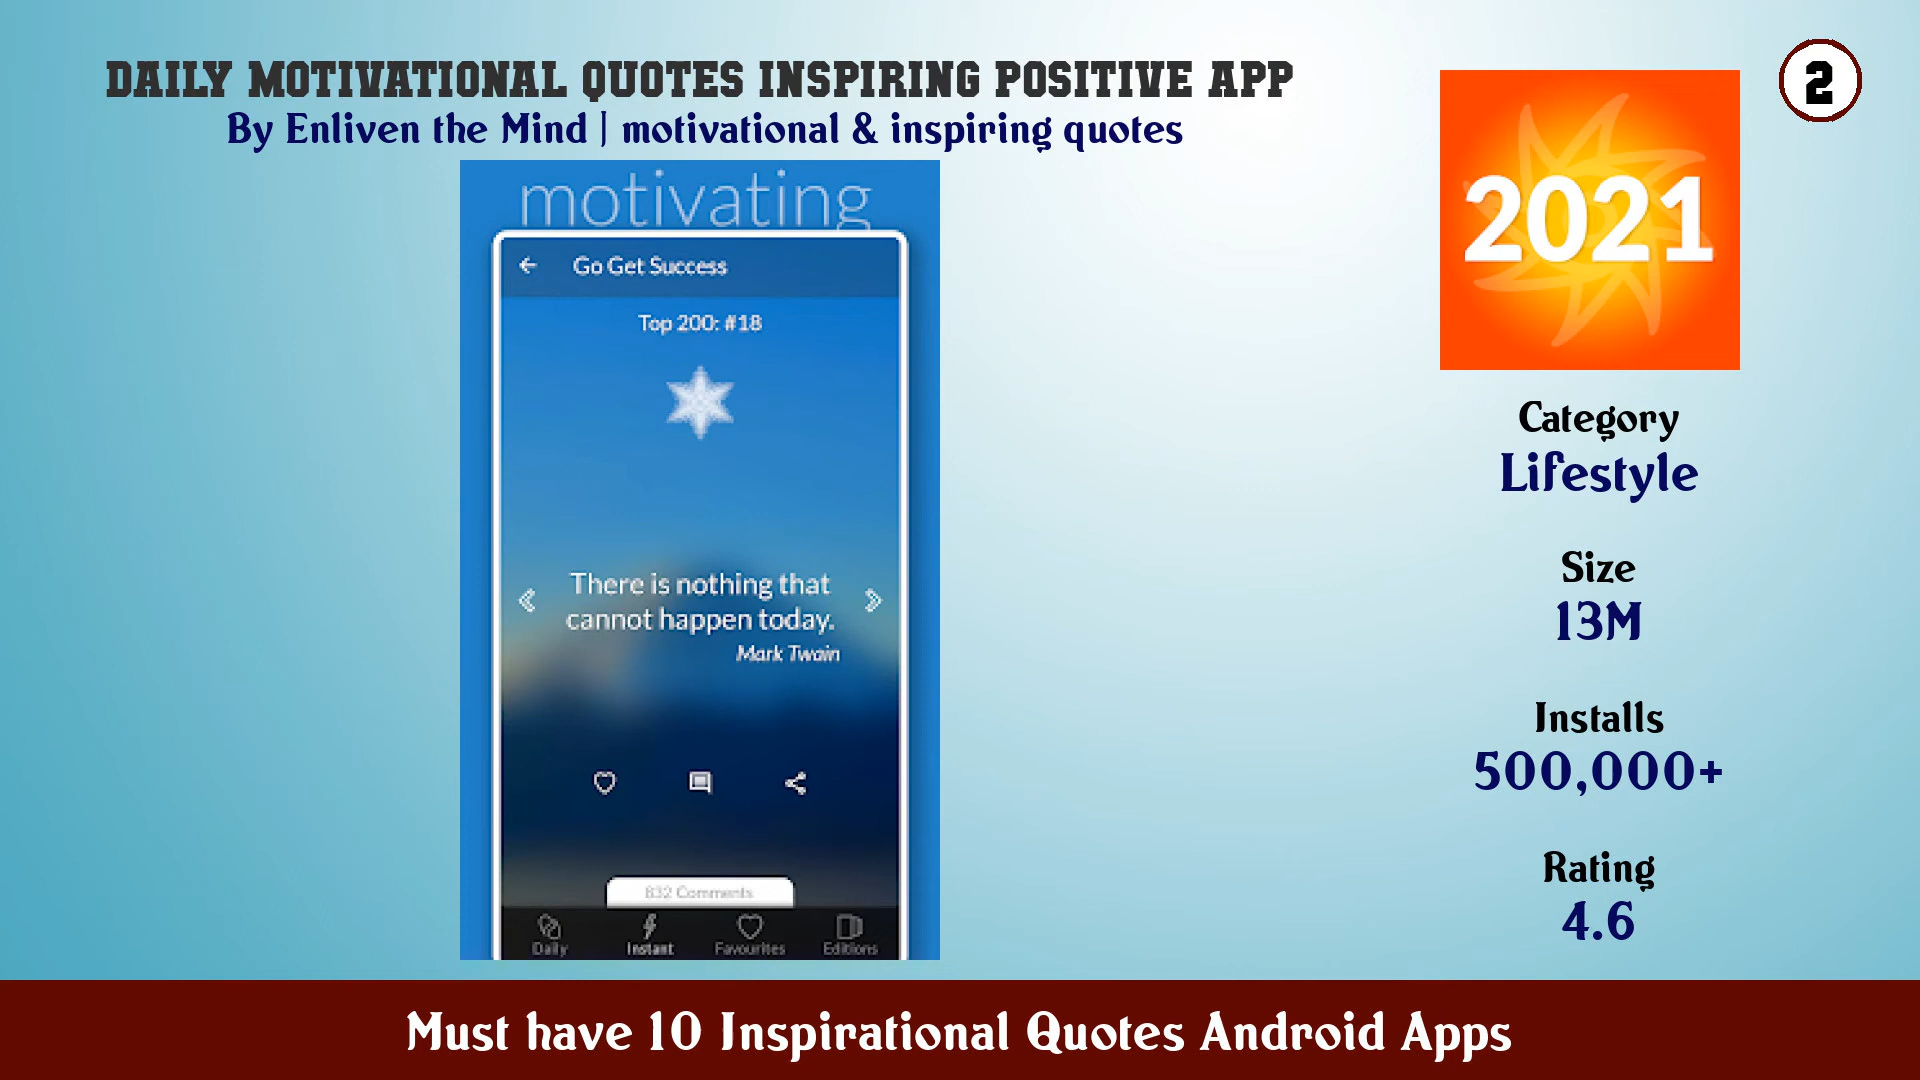 DAILY MOTIVATIONAL QUOTES INSPIRING POSITIVE APP
By Enliven the Mind | motivational & inspiring quotes
2
motivating
Go Get Success
Top 200: #18
There is nothing that
cannot happen today.
Mark Twain
832 Comments
Daily Instant Favourites Editions
2021
Category
Lifestyle
Size
13M
Installs
500,000+
Rating
4.6
Must have 10 Inspirational Quotes Android Apps